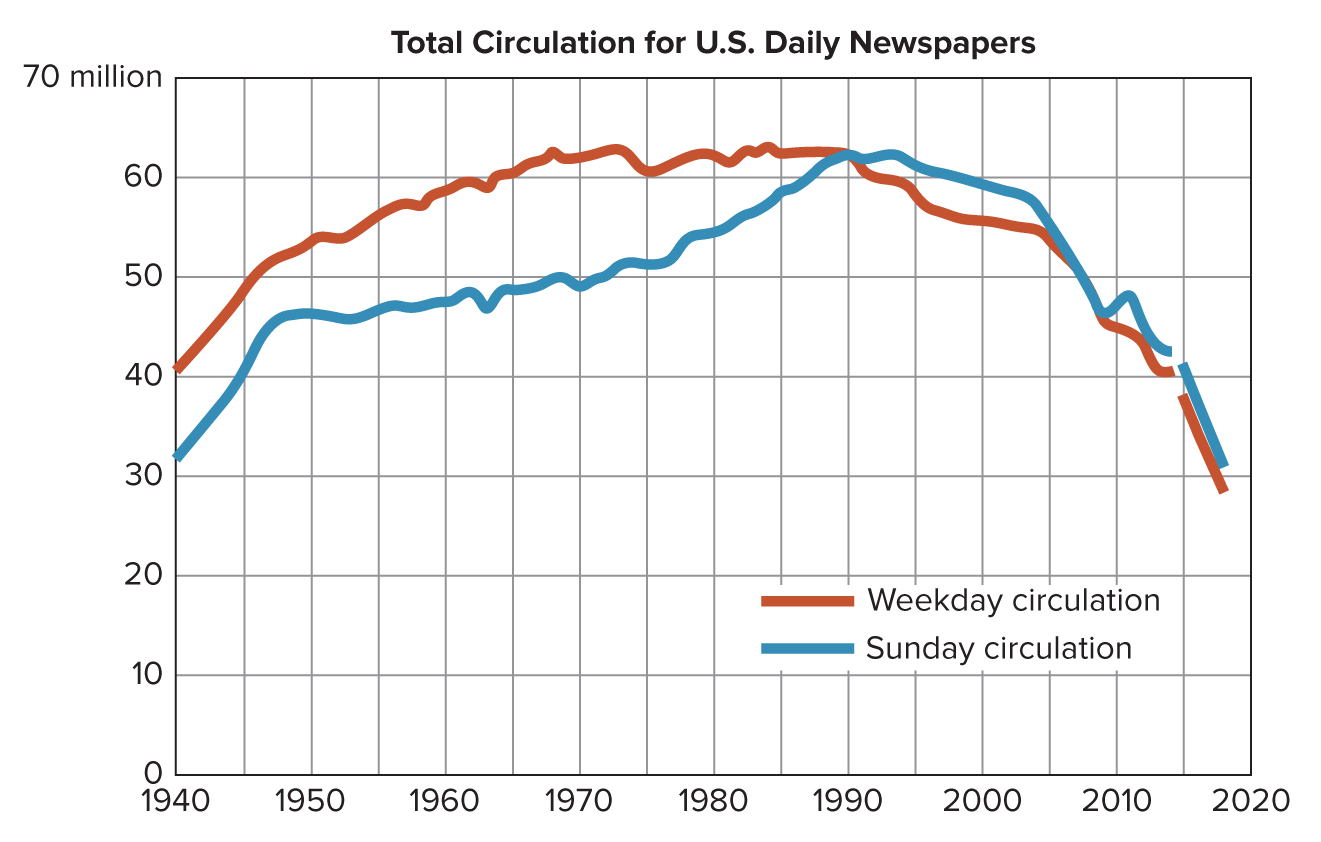 Total Circulation for U.S. Daily Newspapers
70 million
60
50
40
30
20
10
0
Weekday circulation
Sunday circulation
1940 1950 1960 1970 1980 1990 2000 2010 2020